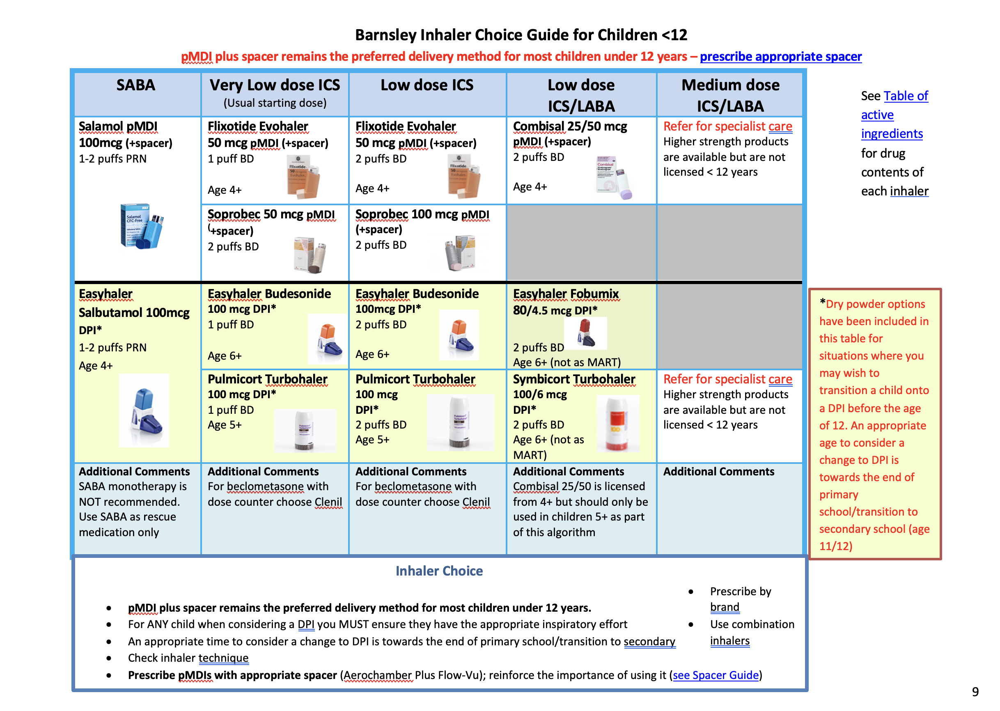 Barnsley Inhaler Choice Guide for Children <12
pMDI plus spacer remains the preferred delivery method for most children under 12 years – prescribe appropriate spacer
SABA
Very Low dose ICS
(Usual starting dose)
Low dose ICS
Low dose
ICS/LABA
Medium dose
ICS/LABA
Salamol pMDI
100mcg (+spacer)
1-2 puffs PRN
Salamol
CFC-Free
Flixotide Evohaler
50 mcg pMDI (+spacer)
1 puff BD
Age 4+
Flixotide
50
Evohaler
Flixotide Evohaler
50 mcg pMDI (+spacer)
2 puffs BD
Age 4+
Flixotide
50
Evohaler
Combisal 25/50 mcg
pMDI (+spacer)
2 puffs BD
Age 4+
Combisal
Refer for specialist care
Higher strength products
are available but are not
licensed < 12 years
Soprobec 50 mcg pMDI
(+spacer)
2 puffs BD
Soprobec 100 mcg pMDI
(+spacer)
2 puffs BD
Easyhaler
Salbutamol 100mcg
DPI*
1-2 puffs PRN
Age 4+
Easyhaler Budesonide
100 mcg DPI*
1 puff BD
Age 6+
Easyhaler Budesonide
100mcg DPI*
2 puffs BD
Age 6+
Easyhaler Fobumix
80/4.5 mcg DPI*
2 puffs BD
Age 6+ (not as MART)
Pulmicort Turbohaler
100 mcg DPI*
1 puff BD
Age 5+
Pulmicort
Turbohaler
Pulmicort Turbohaler
100 mcg
DPI*
2 puffs BD
Age 5+
Pulmicort
Turbohaler
Symbicort Turbohaler
100/6 mcg
DPI*
2 puffs BD
Age 6+ (not as
MART)
100
Refer for specialist care
Higher strength products
are available but are not
licensed < 12 years
Additional Comments
SABA monotherapy is
NOT recommended.
Use SABA as rescue
medication only
Additional Comments
For beclometasone with
dose counter choose Clenil
Additional Comments
For beclometasone with
dose counter choose Clenil
Additional Comments
Combisal 25/50 is licensed
from 4+ but should only be
used in children 5+ as part
of this algorithm
Additional Comments
See Table of
active
ingredients
for drug
contents of
each inhaler
*Dry powder options
have been included in
this table for
situations where you
may wish to
transition a child onto
a DPI before the age
of 12. An appropriate
age to consider a
change to DPI is
towards the end of
primary
school/transition to
secondary school (age
11/12)
Inhaler Choice
• pMDI plus spacer remains the preferred delivery method for most children under 12 years.
• For ANY child when considering a DPI you MUST ensure they have the appropriate inspiratory effort
• An appropriate time to consider a change to DPI is towards the end of primary school/transition to secondary
• Check inhaler technique
• Prescribe pMDIs with appropriate spacer (Aerochamber Plus Flow-Vu); reinforce the importance of using it (see Spacer Guide)
• Prescribe by
brand
• Use combination
inhalers
9